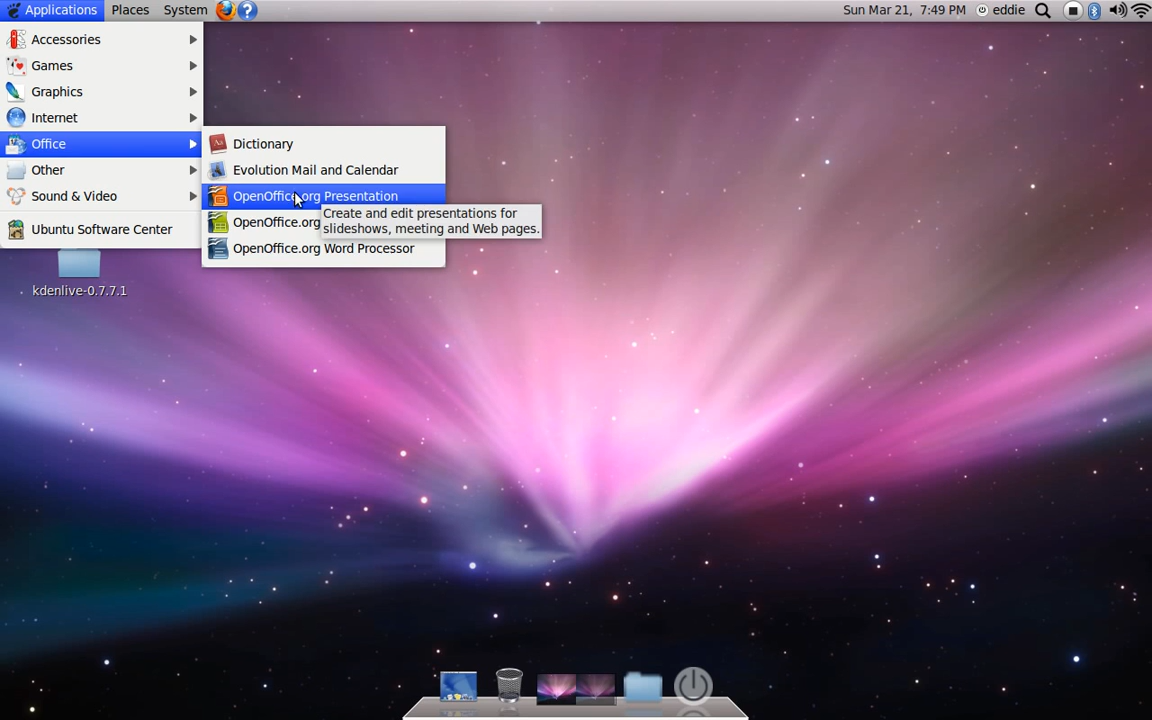 Applications Places System Sun Mar 21, 7:49 PM eddie
Accessories
Games
Graphics
Internet
Office
Other
Sound & Video
Ubuntu Software Center
Dictionary
Evolution Mail and Calendar
OpenOffice.org Presentation
OpenOffice.org
OpenOffice.org Word Processor
Create and edit presentations for
slideshows, meeting and Web pages.
kdenlive-0.7.7.1